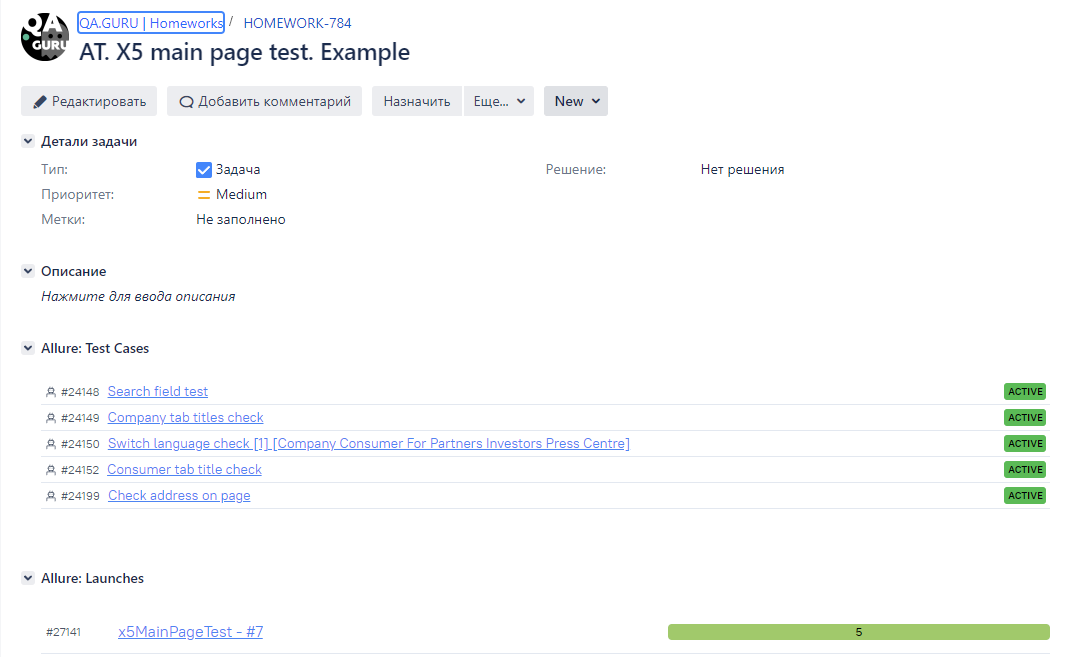 QA
GURU
QA.GURU | Homeworks / HOMEWORK-784
AT. X5 main page test. Example
Редактировать Добавить комментарий Назначить Еще... New
Детали задачи
Тип: Задача Решение: Нет решения
Приоритет: Medium
Метки: Не заполнено
Описание
Нажмите для ввода описания
Allure: Test Cases
#24148 Search field test ACTIVE
#24149 Company tab titles check ACTIVE
#24150 Switch language check [1] [Company Consumer For Partners Investors Press Centre] ACTIVE
#24152 Consumer tab title check ACTIVE
#24199 Check address on page ACTIVE
Allure: Launches
#27141 x5MainPageTest - #7 5